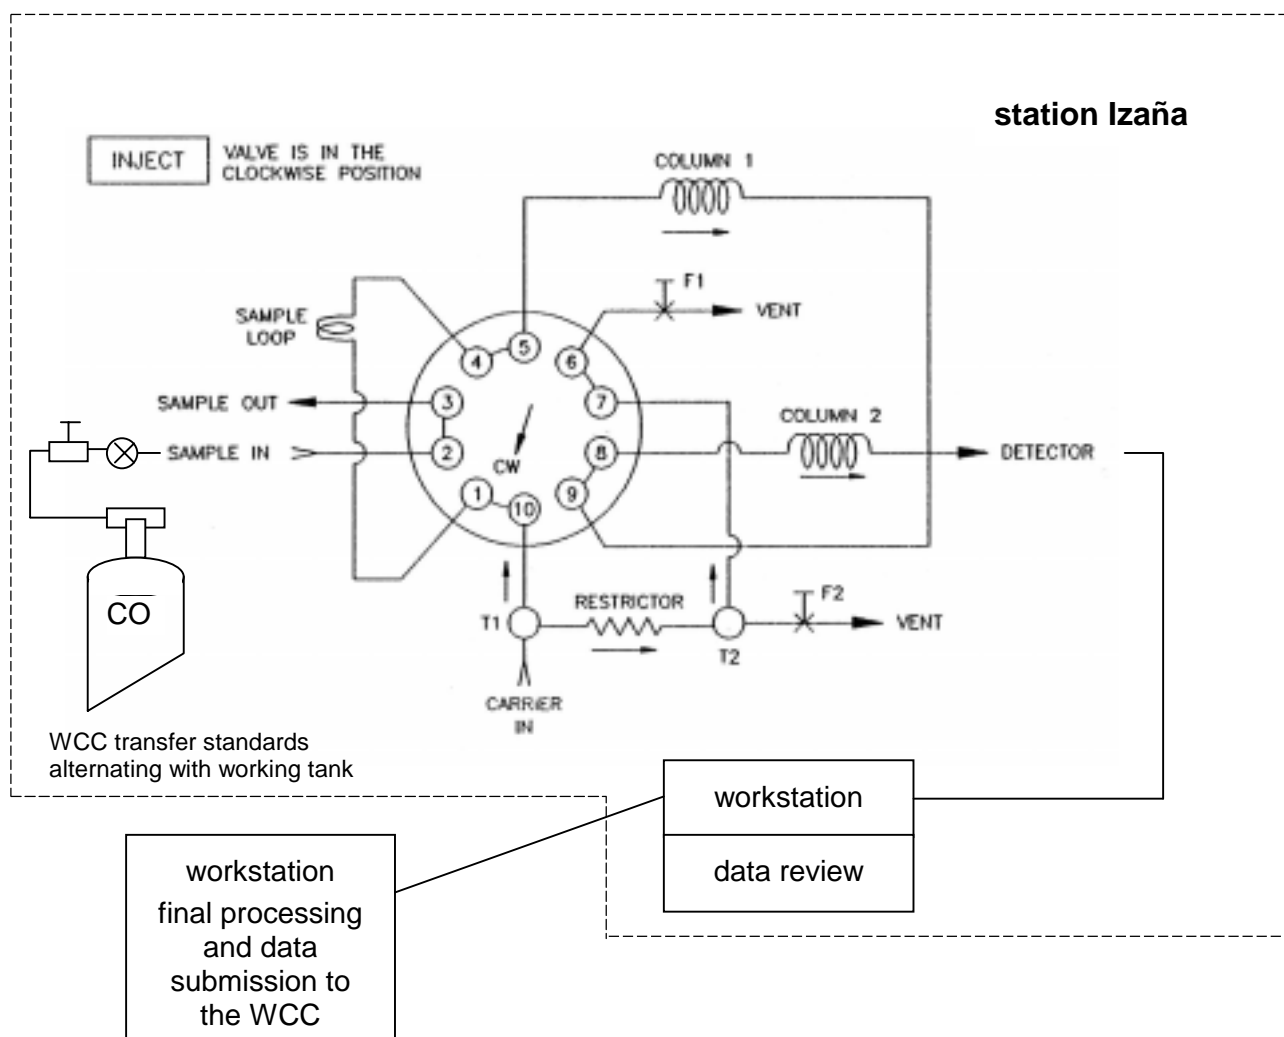 station Izaña
INJECT
VALVE IS IN THE
CLOCKWISE POSITION
COLUMN 1
F1
VENT
SAMPLE
LOOP
5
4
6
3
7
SAMPLE OUT
COLUMN 2
SAMPLE IN
2
8
DETECTOR
CW
1
9
10
CO
RESTRICTOR
F2
T1
VENT
T2
CARRIER
IN
WCC transfer standards
alternating with working tank
workstation
data review
workstation
final processing
and data
submission to
the WCC